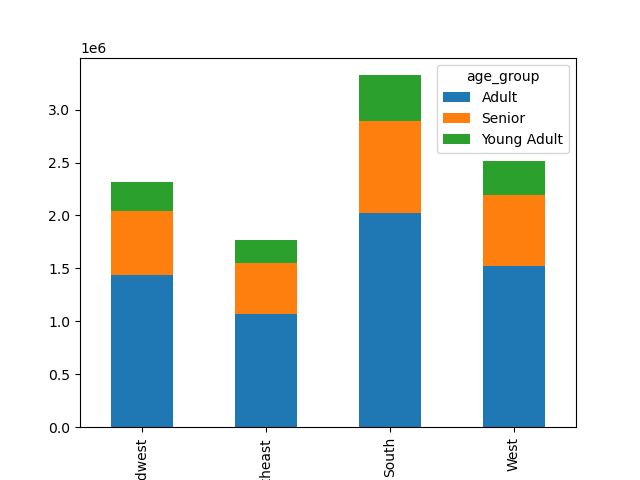 1e6
3.0
2.5
2.0
1.5
1.0
0.5
0.0
age_group
Adult
Senior
Young Adult
dwest
theast
South
West